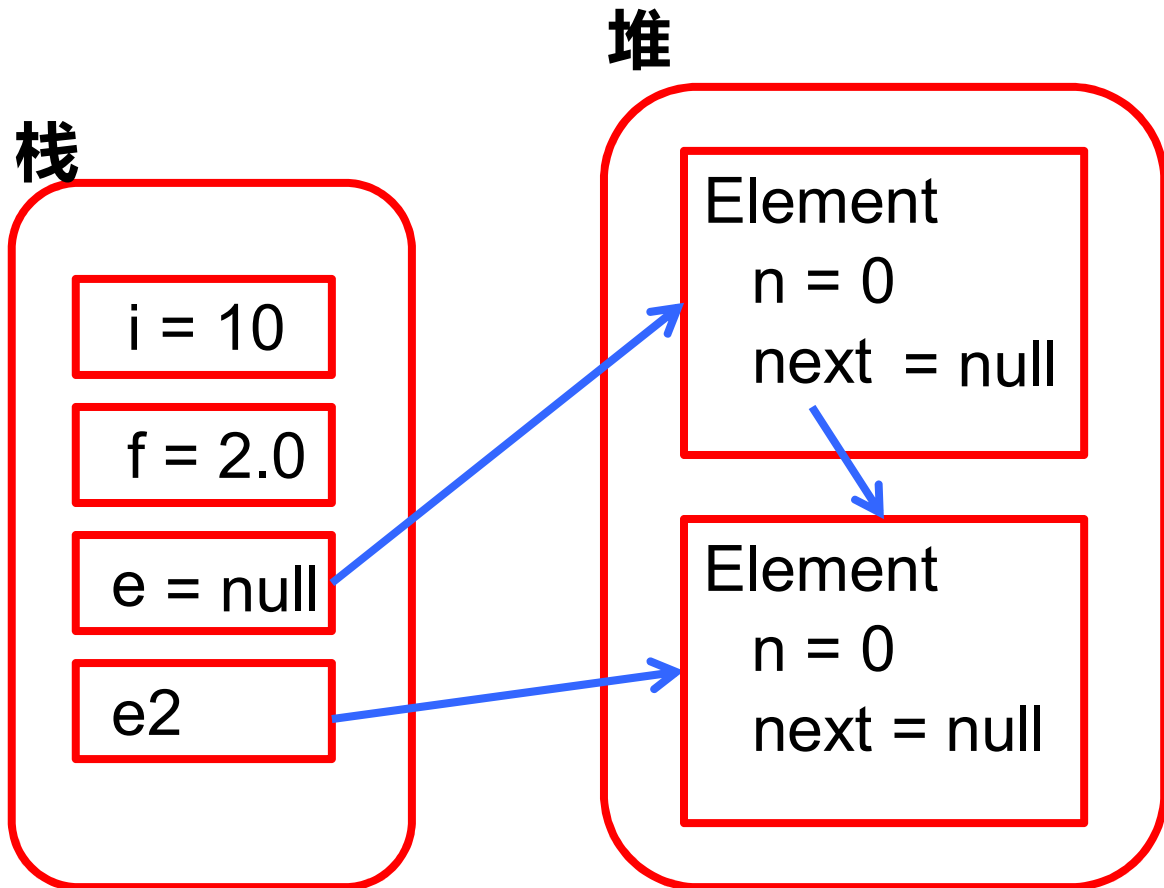 栈
i = 10
f = 2.0
e = null
e2
堆
Element
n = 0
next = null
Element
n = 0
next = null